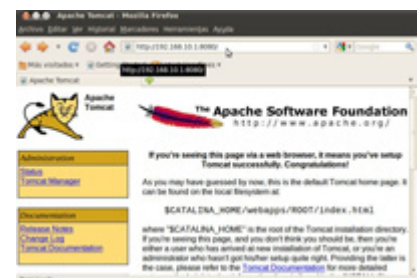 Apache Tomcat - Mozilla Firefox
Archivo Editar Ver Historial Marcadores Herramientas Ayuda
http://192.168.10.1:8080/
Google
Más visitados
http://192.168.10.1:8080/
Apache Tomcat
Apache
Tomcat
The Apache Software Foundation
http://www.apache.org/
Administration
Status
Tomcat Manager
Documentation
Release Notes
Change Log
Tomcat Documentation
If you're seeing this page via a web browser, it means you've setup
Tomcat successfully. Congratulations!
As you may have guessed by now, this is the default Tomcat home page. It
can be found on the local filesystem at:
$CATALINA_HOME/webapps/ROOT/index.html
where "$CATALINA_HOME" is the root of the Tomcat installation directory.
If you're seeing this page, and you don't think you should be, then you're
either a user who has arrived at new installation of Tomcat, or you're an
administrator who hasn't got his/her setup quite right. Providing the latter is
the case, please refer to the Tomcat Documentation for more detailed